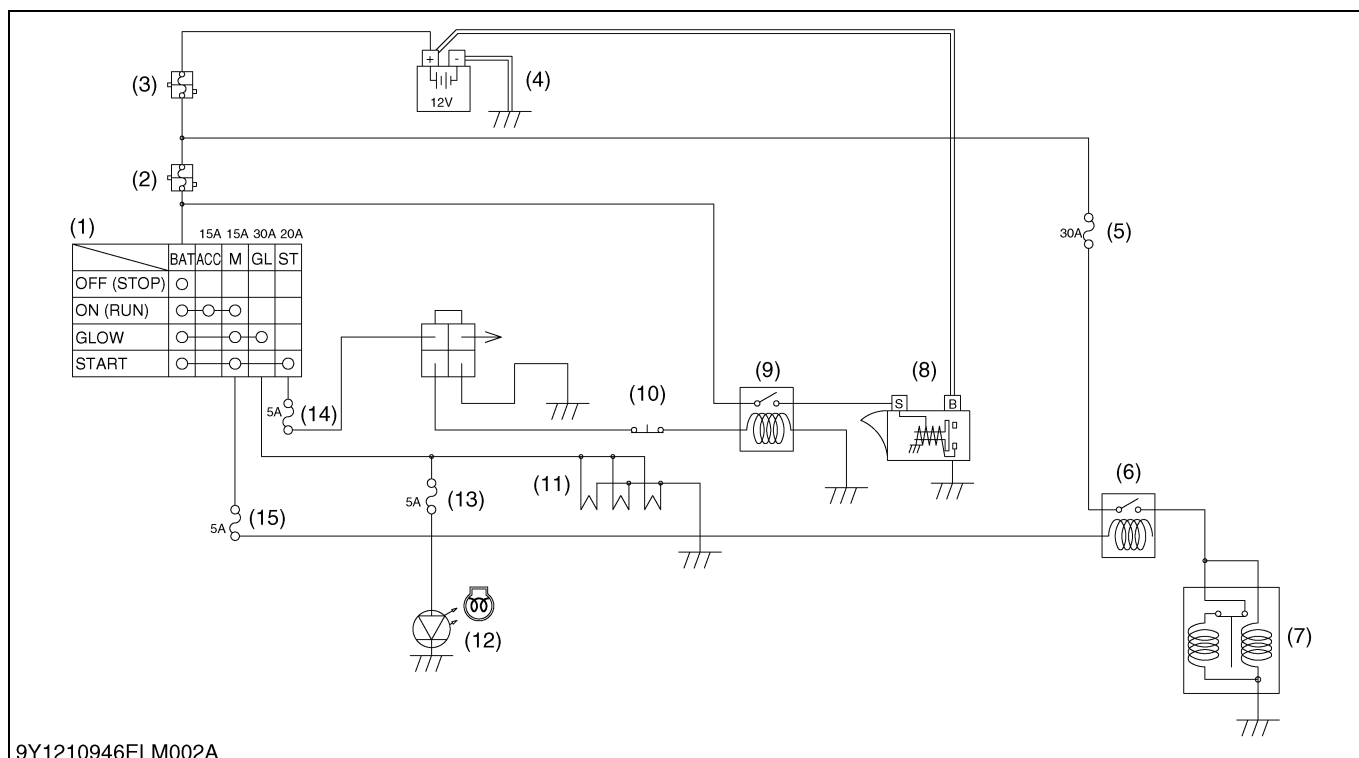 (3)
+ -
12V
(4)
(2)
(1)
15A 15A 30A 20A
BAT ACC M GL ST
OFF (STOP)
ON (RUN)
GLOW
START
30A (5)
5A (14)
(10)
(9)
(8)
S B
(11)
5A (13)
5A (15)
(6)
(12)
(7)
9Y1210946ELM002A